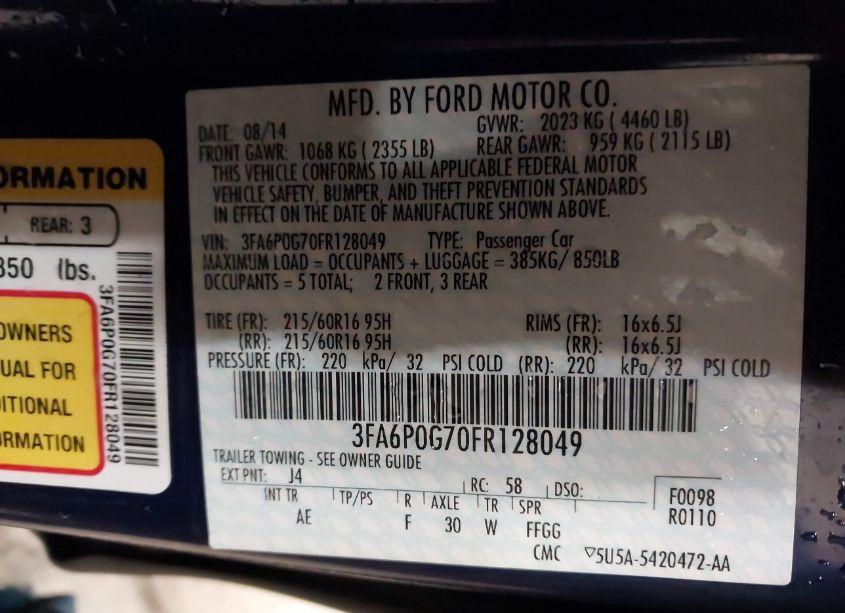 ORMATION
REAR: 3
350 lbs.
OWNERS
UAL FOR
DITIONAL
ORMATION
3FA6P0G70FR128049
MFD. BY FORD MOTOR CO.
DATE: 08/14
GVWR: 2023 KG ( 4460 LB)
FRONT GAWR: 1068 KG ( 2355 LB)
REAR GAWR: 959 KG ( 2115 LB)
THIS VEHICLE CONFORMS TO ALL APPLICABLE FEDERAL MOTOR
VEHICLE SAFETY, BUMPER, AND THEFT PREVENTION STANDARDS
IN EFFECT ON THE DATE OF MANUFACTURE SHOWN ABOVE.
VIN: 3FA6P0G70FR128049 TYPE: Passenger Car
MAXIMUM LOAD = OCCUPANTS + LUGGAGE = 385KG/ 850LB
OCCUPANTS = 5 TOTAL; 2 FRONT, 3 REAR
TIRE (FR): 215/60R16 95H RIMS (FR): 16x6.5J
(RR): 215/60R16 95H (RR): 16x6.5J
PRESSURE (FR): 220 kPa/ 32 PSI COLD (RR): 220 kPa/ 32 PSI COLD
3FA6P0G70FR128049
TRAILER TOWING - SEE OWNER GUIDE
EXT PNT: J4 RC: 58 DSO: F0098
R0110
INT TR TP/PS R AXLE TR SPR
AE F 30 W FFGG
CMC ▽5U5A-5420472-AA